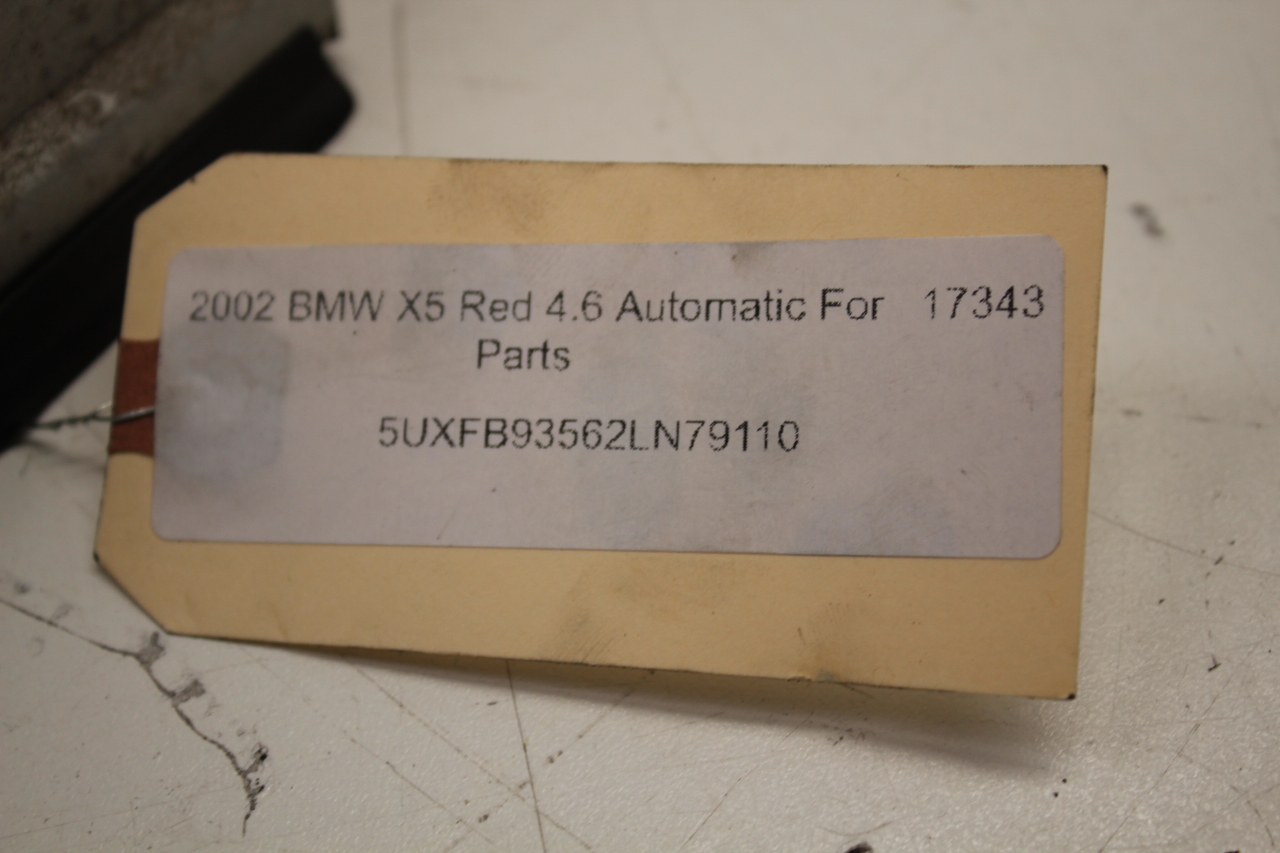 2002 BMW X5 Red 4.6 Automatic For 17343
Parts
5UXFB93562LN79110